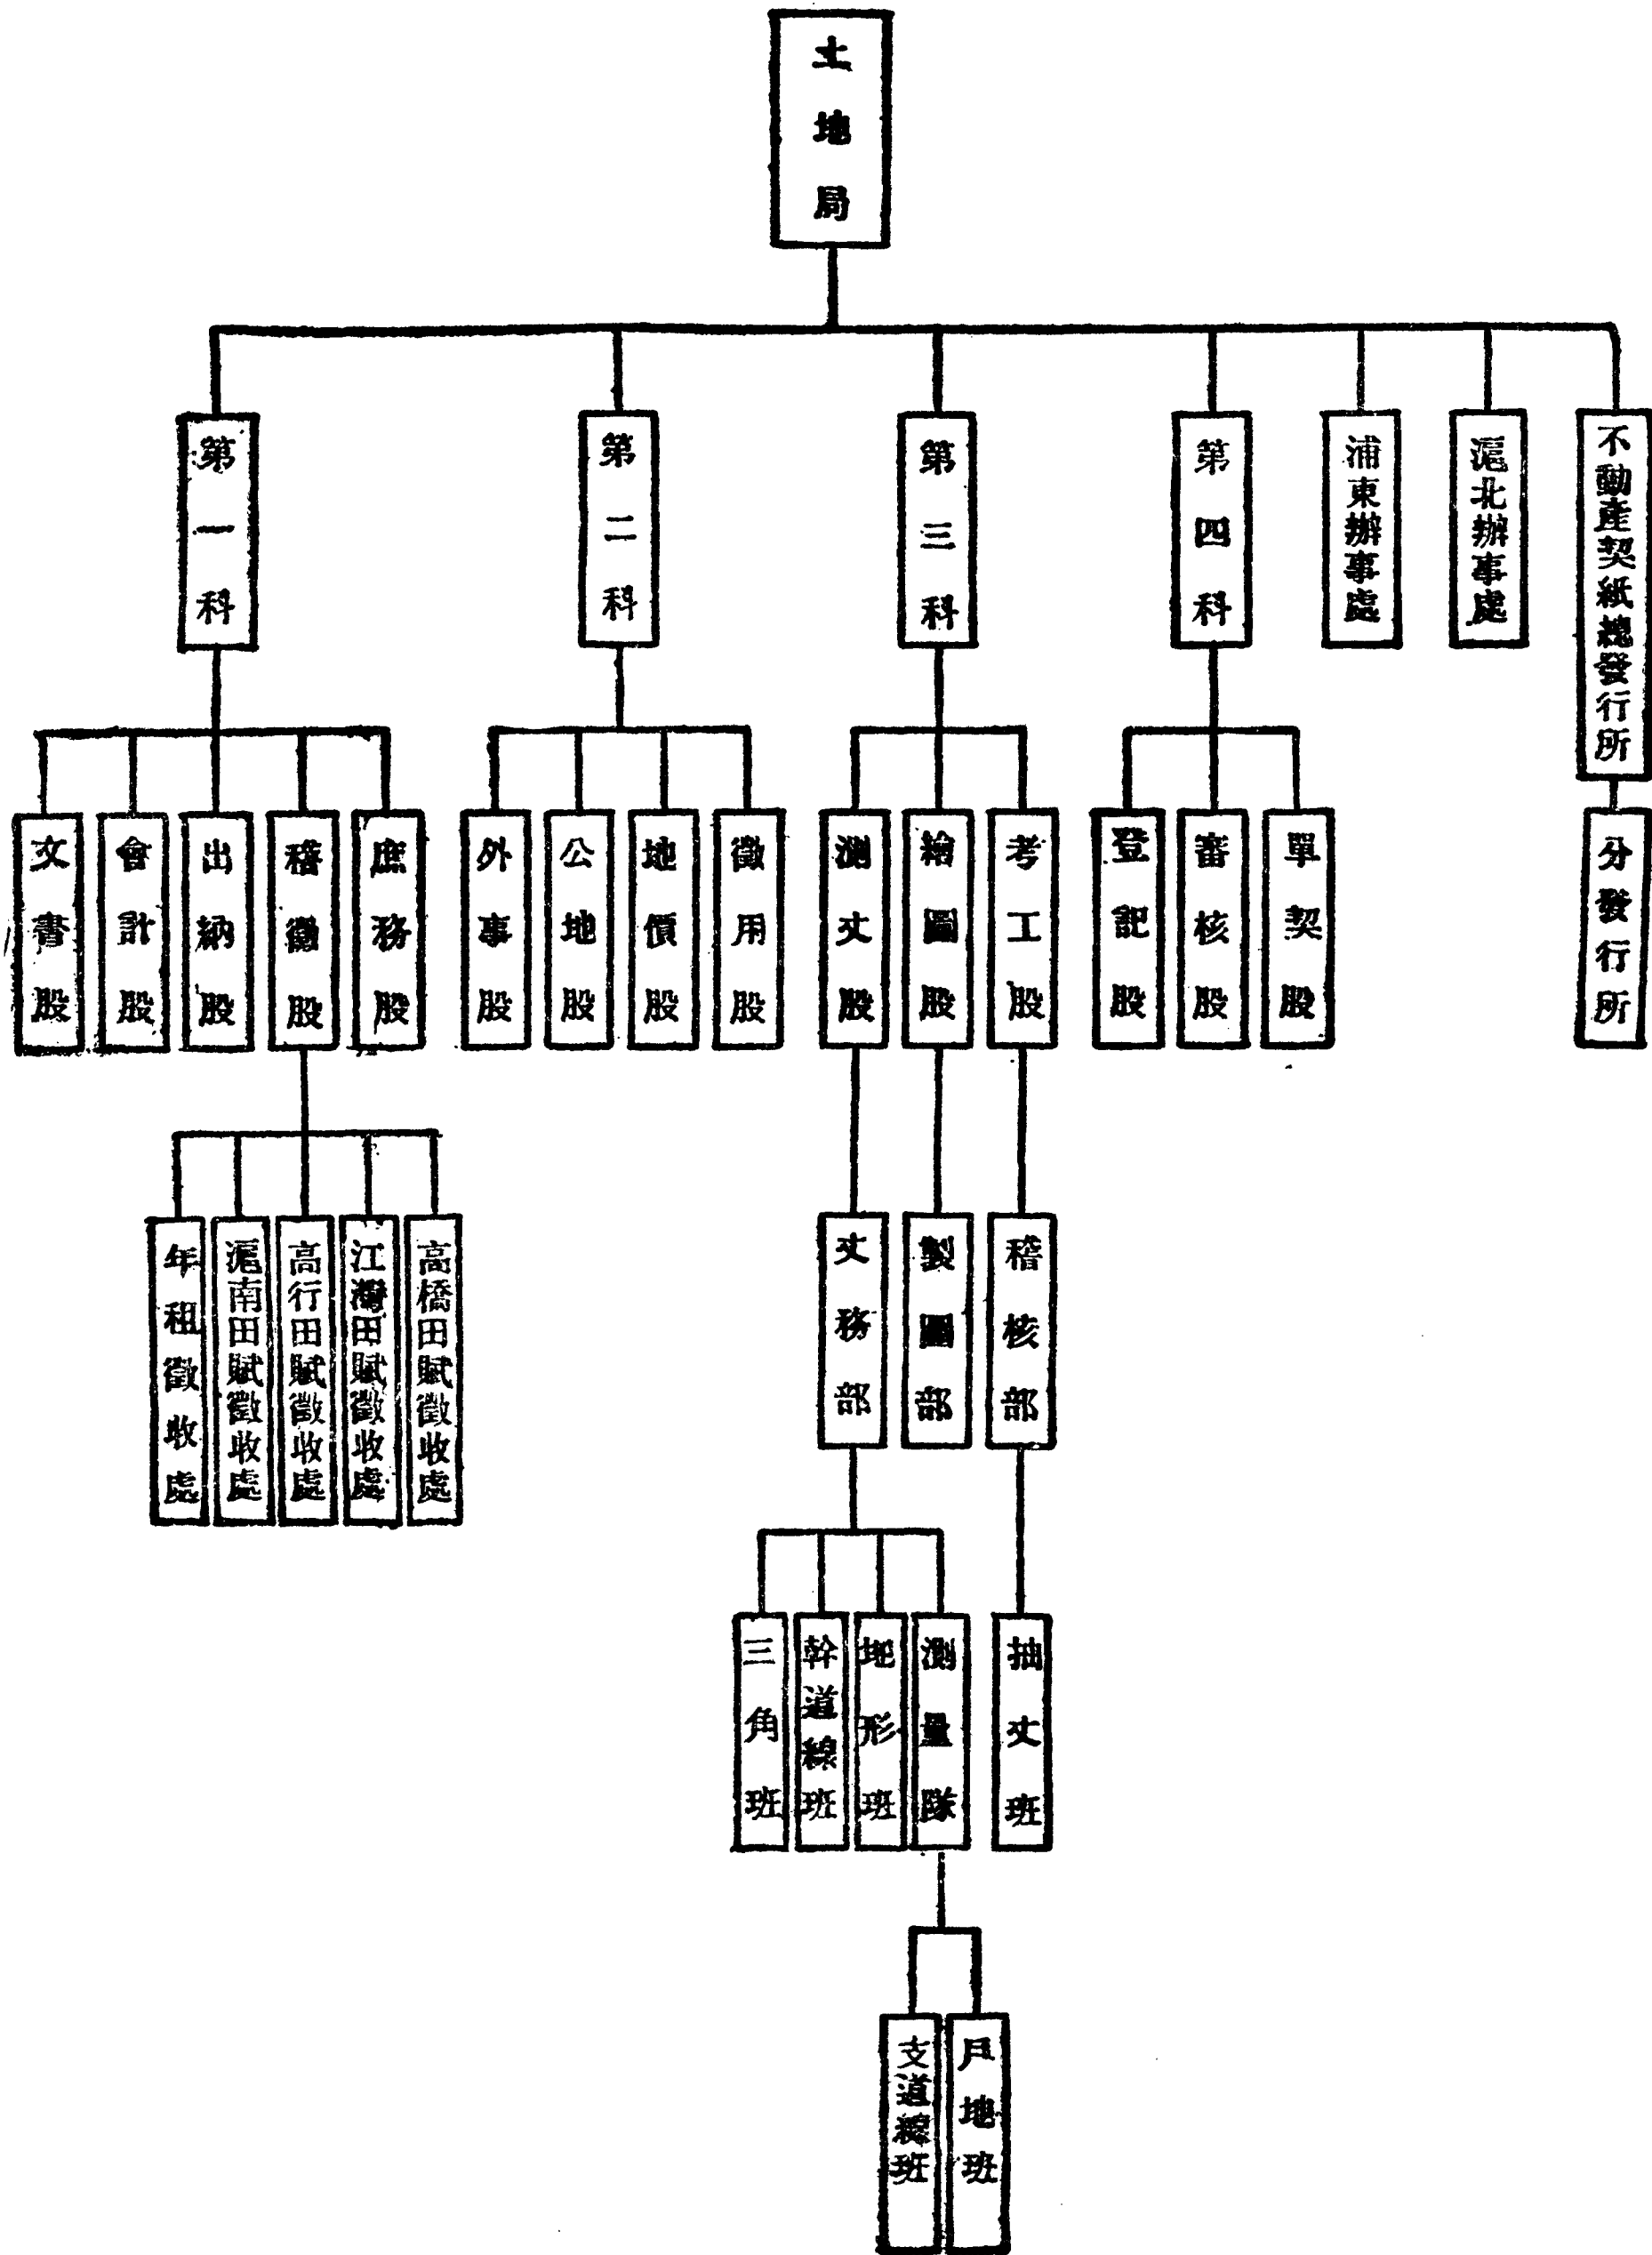 土地局
第一科
第二科
第三科
第四科
浦東辦事處
滬北辦事處
不動產契紙總發行所
文書股
會計股
出納股
稽徵股
庶務股
外事股
公地股
地價股
徵用股
測丈股
繪圖股
考工股
登記股
審核股
單契股
分發行所
年租徵收處
滬南田賦徵收處
高行田賦徵收處
江灣田賦徵收處
高橋田賦徵收處
丈務部
製圖部
稽核部
三角班
幹道線班
地形班
測量隊
抽丈班
支道線班
戶地班